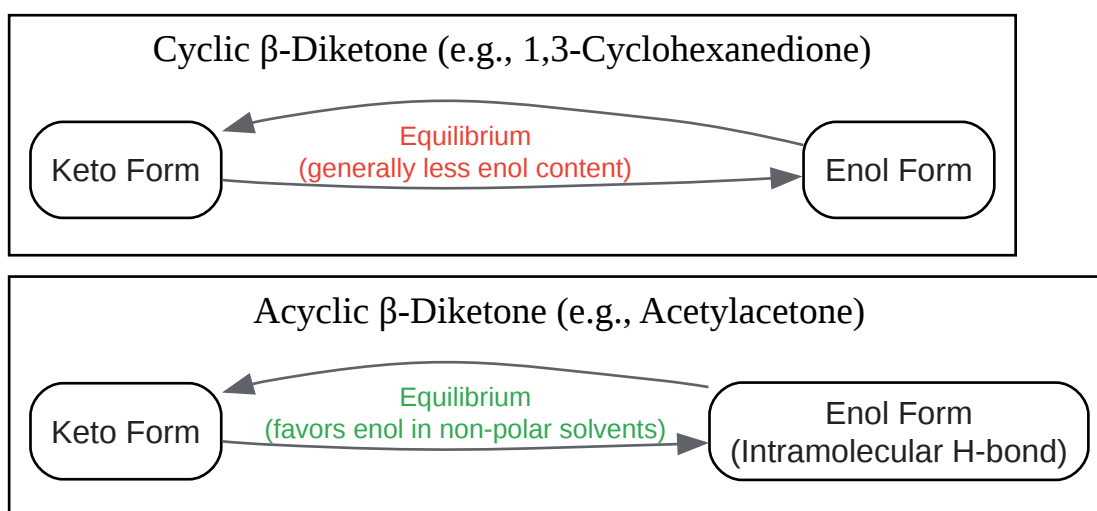 Cyclic β-Diketone (e.g., 1,3-Cyclohexanedione)
Keto Form
Equilibrium
(generally less enol content)
Enol Form
Acyclic β-Diketone (e.g., Acetylacetone)
Keto Form
Equilibrium
(favors enol in non-polar solvents)
Enol Form
(Intramolecular H-bond)